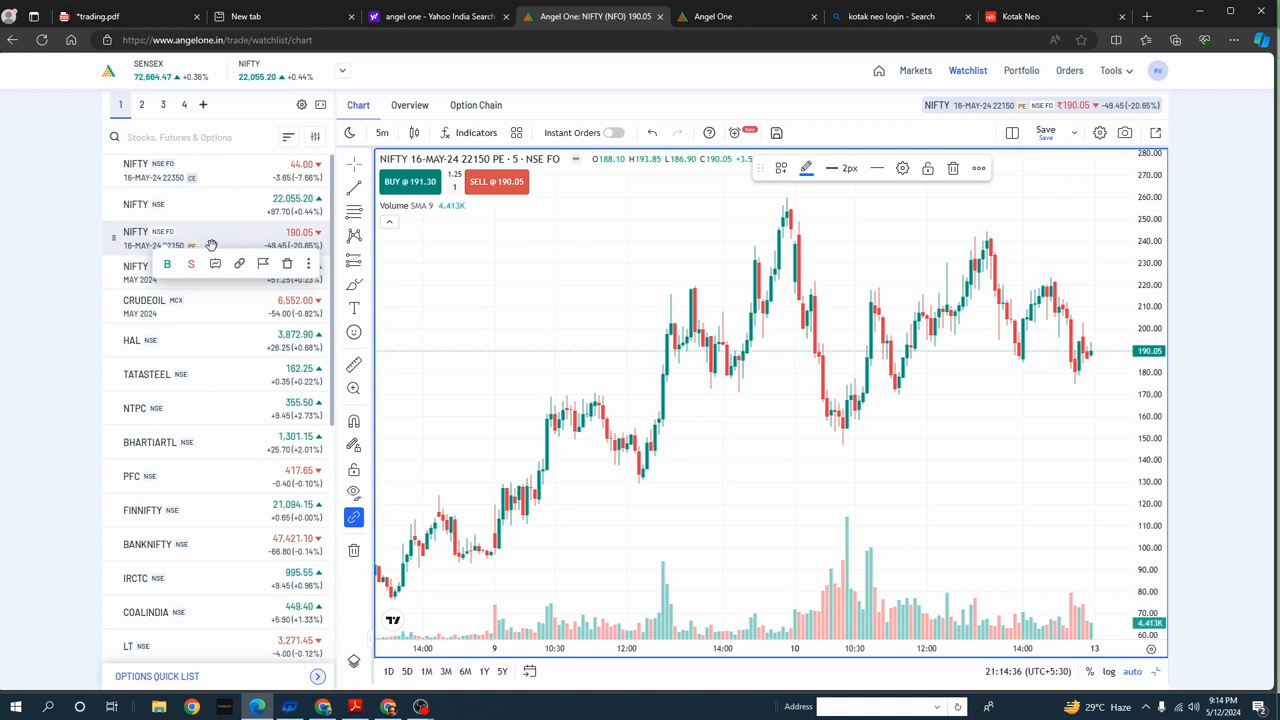 *trading.pdf
New tab
angel one - Yahoo India Search
Angel One: NIFTY (NFO) 190.05
Angel One
kotak neo login - Search
Kotak Neo
https://www.angelone.in/trade/watchlist/chart
SENSEX
72,664.47 +0.36%
NIFTY
22,055.20 +0.44%
Markets
Watchlist
Portfolio
Orders
Tools
RV
1 2 3 4
Chart
Overview
Option Chain
NIFTY 16-MAY-24 22150 PE NSE FO ₹190.05 -49.45 (-20.65%)
Stocks, Futures & Options
5m
Indicators
Instant Orders
New
Save
NIFTY 16-MAY-24 22150 PE · 5 · NSE FO
O188.10 H193.85 L186.90 C190.05
2px
BUY @ 191.30
1.25
1
SELL @ 190.05
Volume SMA 9 4.413K
NIFTY NSE FO 44.00
16-MAY-24 22350 CE -3.65 (-7.66%)
NIFTY NSE 22,055.20
+97.70 (+0.44%)
NIFTY NSE FO 190.05
16-MAY-24 22150 PE -49.45 (-20.65%)
B S
NIFTY
MAY 2024 +51.25 (+0.23%)
CRUDEOIL MCX 6,552.00
MAY 2024 -54.00 (-0.82%)
HAL NSE 3,872.90
+26.25 (+0.68%)
TATASTEEL NSE 162.25
+0.35 (+0.22%)
NTPC NSE 355.50
+9.45 (+2.73%)
BHARTIARTL NSE 1,301.15
+25.70 (+2.01%)
PFC NSE 417.65
-0.40 (-0.10%)
FINNIFTY NSE 21,094.15
+0.65 (+0.00%)
BANKNIFTY NSE 47,421.10
-66.80 (-0.14%)
IRCTC NSE 995.55
+9.45 (+0.96%)
COALINDIA NSE 449.40
+5.90 (+1.33%)
LT NSE 3,271.45
-4.00 (-0.12%)
OPTIONS QUICK LIST
280.00
270.00
260.00
250.00
240.00
230.00
220.00
210.00
200.00
190.05
180.00
170.00
160.00
150.00
140.00
130.00
120.00
110.00
100.00
90.00
80.00
70.00
4.413K
60.00
14:00 9 10:30 12:00 14:00 10 10:30 12:00 14:00 13
1D 5D 1M 3M 6M 1Y 5Y
21:14:36 (UTC+5:30) % log auto
Address
29°C Haze
9:14 PM
5/12/2024
2